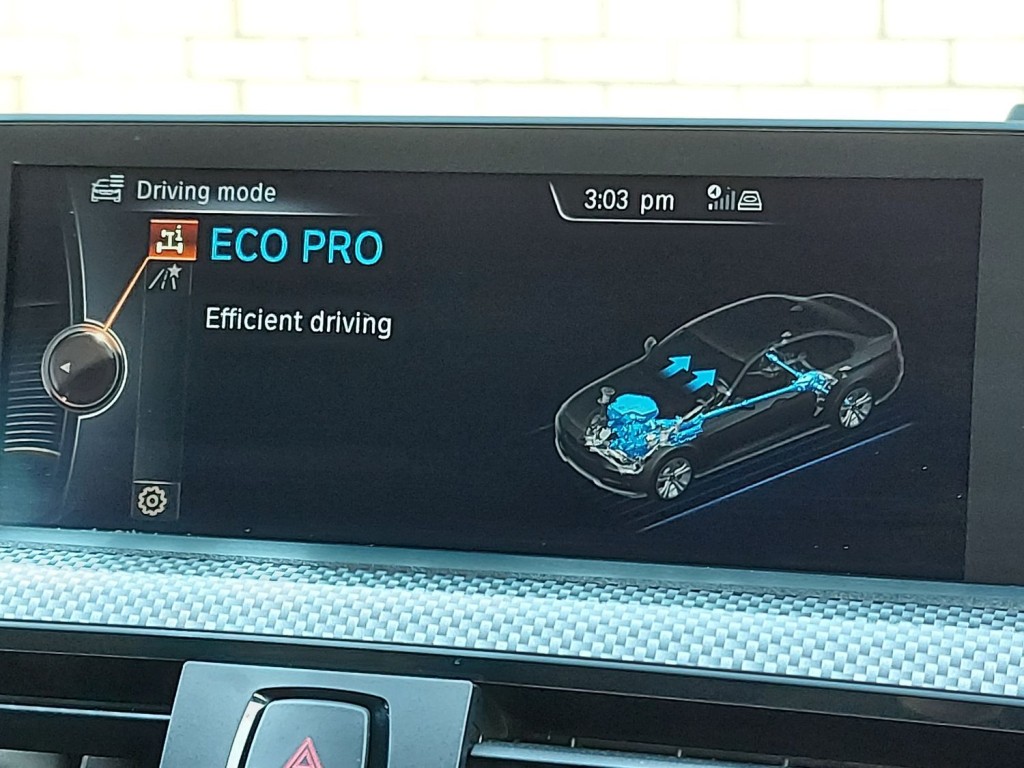 Driving mode
3:03 pm
ECO PRO
Efficient driving